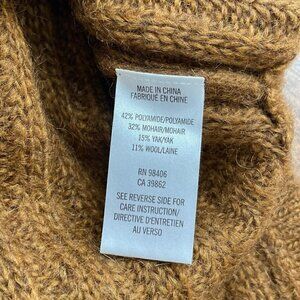 MADE IN CHINA
FABRIQUÉ EN CHINE
42% POLYAMIDE/POLYAMIDE
32% MOHAIR/MOHAIR
15% YAK/YAK
11% WOOL/LAINE
RN 98406
CA 39862
SEE REVERSE SIDE FOR
CARE INSTRUCTION/
DIRECTIVE D'ENTRETIEN
AU VERSO